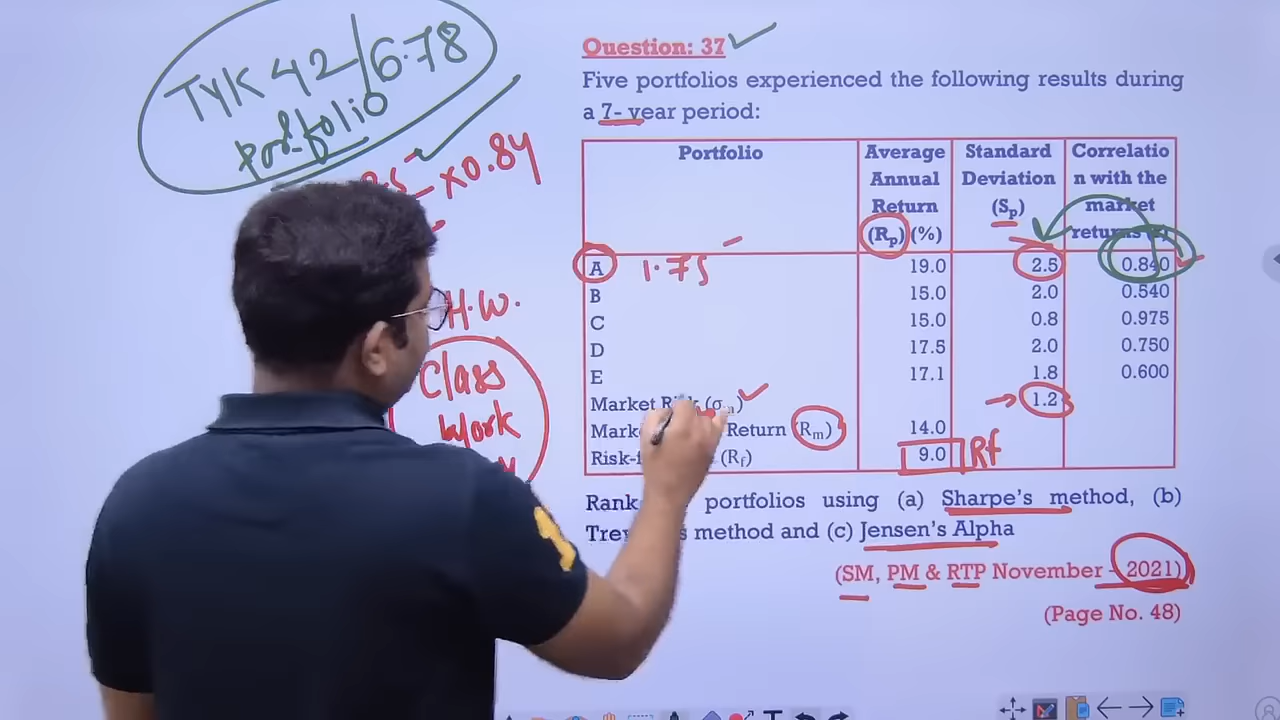 TYK 42/6.78
portfolio
×0.84
H.W.
Class
Work
Question: 37
Five portfolios experienced the following results during
a 7- year period:
Portfolio
Average Annual Return (Rp) (%)
Standard Deviation (Sp)
Correlatio n with the market returns
A 1.75 19.0 2.5 0.840
B 15.0 2.0 0.540
C 15.0 0.8 0.975
D 17.5 2.0 0.750
E 17.1 1.8 0.600
Market (σ 1.2
Return (Rm) 14.0
(Rf) 9.0 Rf
Rank portfolios using (a) Sharpe's method, (b)
method and (c) Jensen's Alpha
(SM, PM & RTP November - 2021)
(Page No. 48)